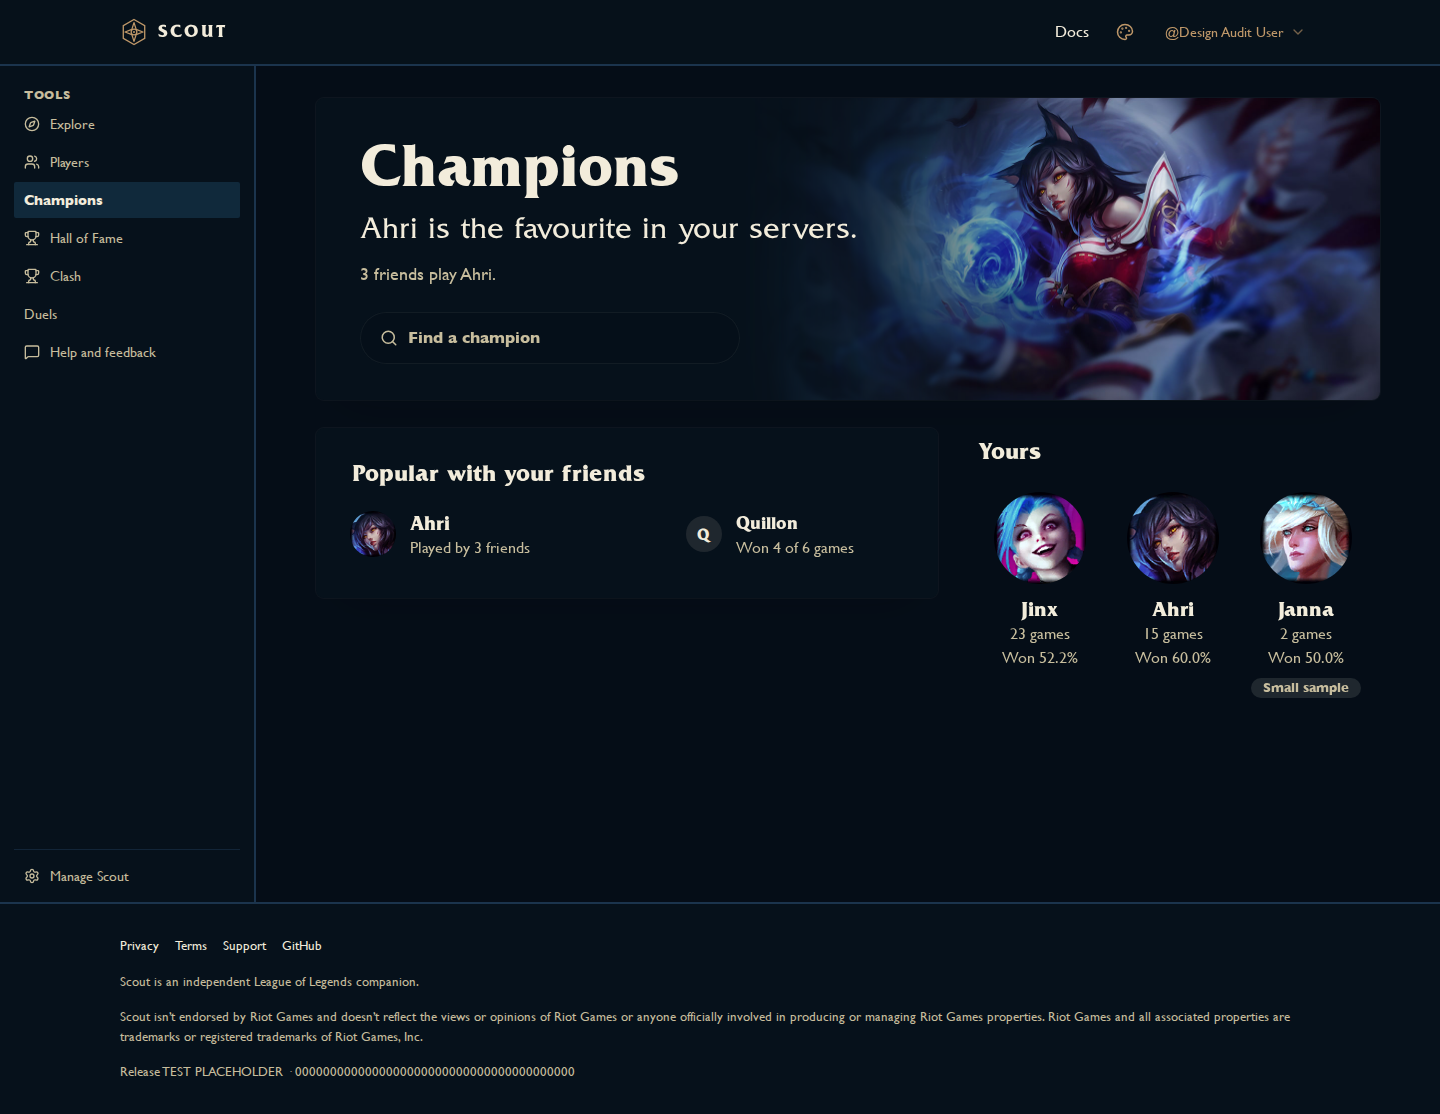 SCOUT
Docs
@Design Audit User
TOOLS
Explore
Players
Champions
Hall of Fame
Clash
Duels
Help and feedback
Manage Scout
Champions
Ahri is the favourite in your servers.
3 friends play Ahri.
Find a champion
Popular with your friends
Ahri
Played by 3 friends
Q
Quillon
Won 4 of 6 games
Yours
Jinx
23 games
Won 52.2%
Ahri
15 games
Won 60.0%
Janna
2 games
Won 50.0%
Small sample
Privacy Terms Support GitHub
Scout is an independent League of Legends companion.
Scout isn't endorsed by Riot Games and doesn't reflect the views or opinions of Riot Games or anyone officially involved in producing or managing Riot Games properties. Riot Games and all associated properties are
trademarks or registered trademarks of Riot Games, Inc.
Release TEST PLACEHOLDER · 0000000000000000000000000000000000000000